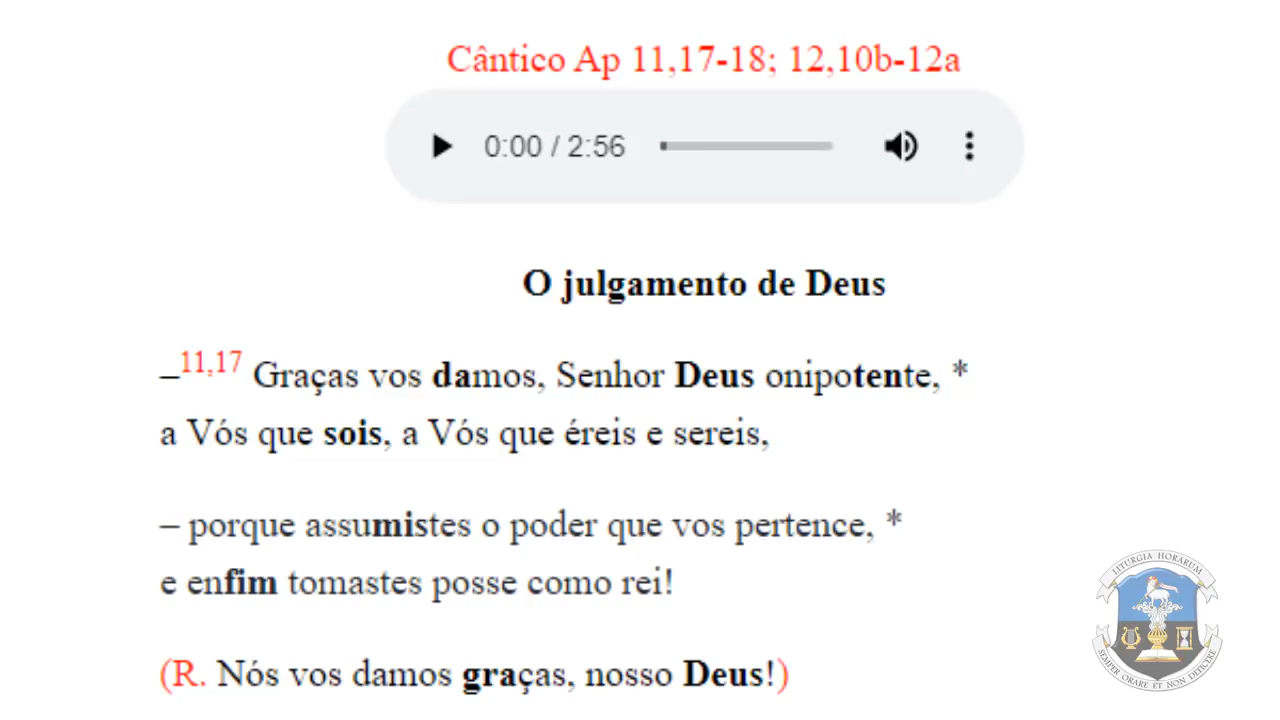 Cântico Ap 11,17-18; 12,10b-12a
0:00 / 2:56
O julgamento de Deus
–11,17 Graças vos damos, Senhor Deus onipotente, *
a Vós que sois, a Vós que éreis e sereis,
– porque assumistes o poder que vos pertence, *
e enfim tomastes posse como rei!
(R. Nós vos damos graças, nosso Deus!)
LITURGIA HORARUM
SEMPER ORARE ET NON DEFICERE